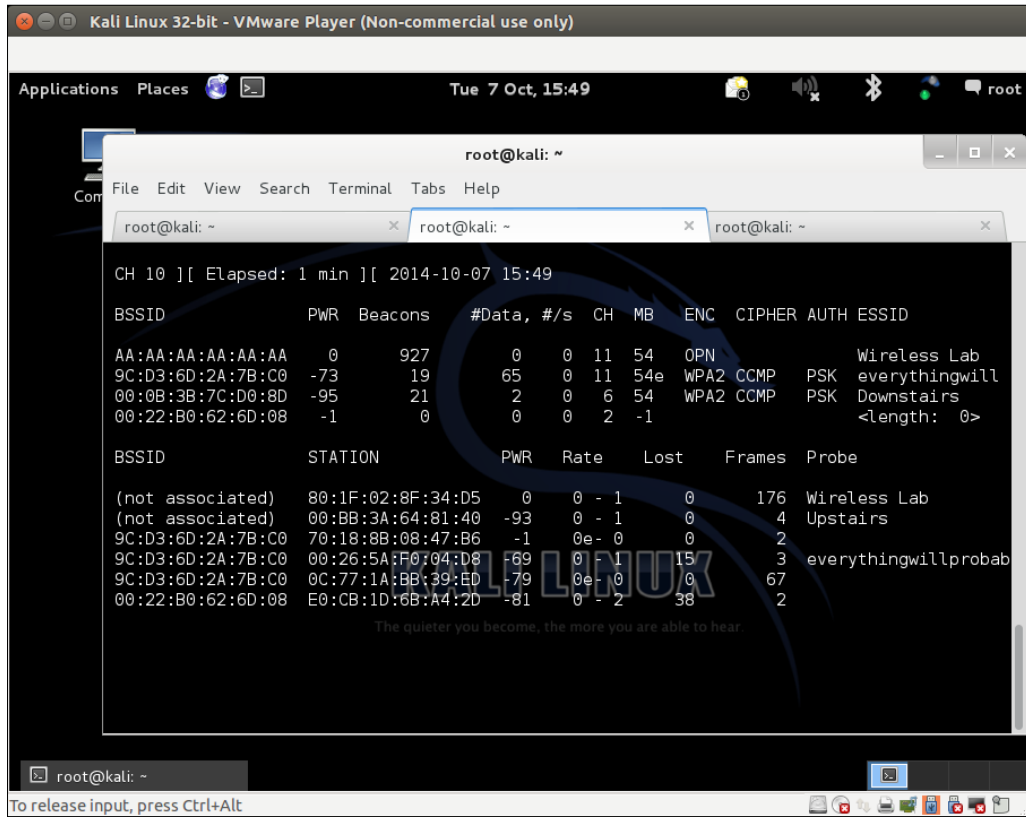 Kali Linux 32-bit - VMware Player (Non-commercial use only)
Applications Places Tue 7 Oct, 15:49 root
root@kali: ~
File Edit View Search Terminal Tabs Help
root@kali: ~ root@kali: ~ root@kali: ~
CH 10 ][ Elapsed: 1 min ][ 2014-10-07 15:49
BSSID PWR Beacons #Data, #/s CH MB ENC CIPHER AUTH ESSID
AA:AA:AA:AA:AA:AA 0 927 0 0 11 54 OPN Wireless Lab
9C:D3:6D:2A:7B:C0 -73 19 65 0 11 54e WPA2 CCMP PSK everythingwill
00:0B:3B:7C:D0:8D -95 21 2 0 6 54 WPA2 CCMP PSK Downstairs
00:22:B0:62:6D:08 -1 0 0 0 2 -1 <length: 0>
BSSID STATION PWR Rate Lost Frames Probe
(not associated) 80:1F:02:8F:34:D5 0 0 - 1 0 176 Wireless Lab
(not associated) 00:BB:3A:64:81:40 -93 0 - 1 0 4 Upstairs
9C:D3:6D:2A:7B:C0 70:18:8B:08:47:B6 -1 0e- 0 0 2
9C:D3:6D:2A:7B:C0 00:26:5A:F0:04:D8 -69 0 - 1 15 3 everythingwillprobab
9C:D3:6D:2A:7B:C0 0C:77:1A:BB:39:ED -79 0e- 0 0 67
00:22:B0:62:6D:08 E0:CB:1D:6B:A4:2D -81 0 - 2 38 2
KALI LINUX
The quieter you become, the more you are able to hear.
Com
root@kali: ~
To release input, press Ctrl+Alt